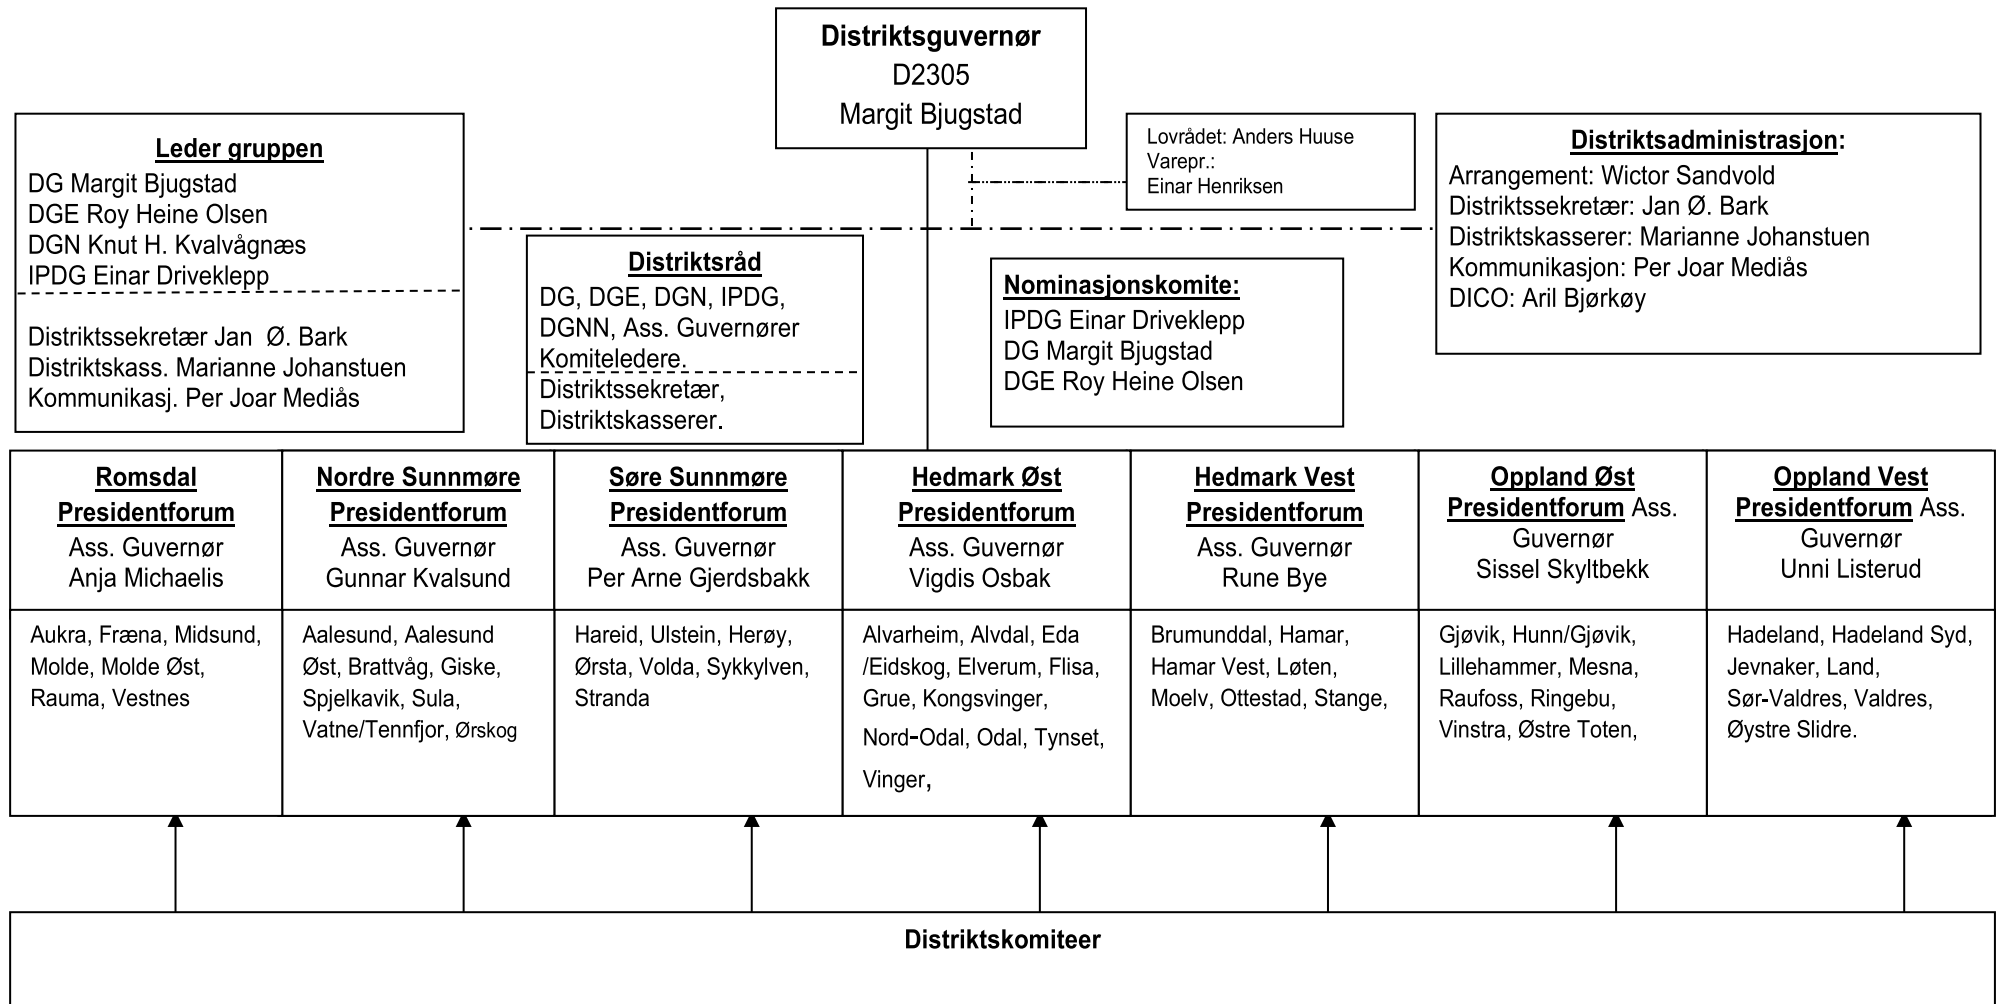 Distriktsguvernør
D2305
Margit Bjugstad
Leder gruppen
DG Margit Bjugstad
DGE Roy Heine Olsen
DGN Knut H. Kvalvågnæs
IPDG Einar Driveklepp
Distriktssekretær Jan Ø. Bark
Distriktskass. Marianne Johanstuen
Kommunikasj. Per Joar Mediås
Distriktsråd
DG, DGE, DGN, IPDG,
DGNN, Ass. Guvernører
Komiteledere.
Distriktssekretær,
Distriktskasserer.
Lovrådet: Anders Huuse
Varepr.:
Einar Henriksen
Nominasjonskomite:
IPDG Einar Driveklepp
DG Margit Bjugstad
DGE Roy Heine Olsen
Distriktsadministrasjon:
Arrangement: Wictor Sandvold
Distriktssekretær: Jan Ø. Bark
Distriktskasserer: Marianne Johanstuen
Kommunikasjon: Per Joar Mediås
DICO: Aril Bjørkøy
Romsdal
Presidentforum
Ass. Guvernør
Anja Michaelis
Aukra, Fræna, Midsund,
Molde, Molde Øst,
Rauma, Vestnes
Nordre Sunnmøre
Presidentforum
Ass. Guvernør
Gunnar Kvalsund
Aalesund, Aalesund
Øst, Brattvåg, Giske,
Spjelkavik, Sula,
Vatne/Tennfjor, Ørskog
Søre Sunnmøre
Presidentforum
Ass. Guvernør
Per Arne Gjerdsbakk
Hareid, Ulstein, Herøy,
Ørsta, Volda, Sykkylven,
Stranda
Hedmark Øst
Presidentforum
Ass. Guvernør
Vigdis Osbak
Alvarheim, Alvdal, Eda
/Eidskog, Elverum, Flisa,
Grue, Kongsvinger,
Nord-Odal, Odal, Tynset,
Vinger,
Hedmark Vest
Presidentforum
Ass. Guvernør
Rune Bye
Brumunddal, Hamar,
Hamar Vest, Løten,
Moelv, Ottestad, Stange,
Oppland Øst
Presidentforum Ass.
Guvernør
Sissel Skyltbekk
Gjøvik, Hunn/Gjøvik,
Lillehammer, Mesna,
Raufoss, Ringebu,
Vinstra, Østre Toten,
Oppland Vest
Presidentforum Ass.
Guvernør
Unni Listerud
Hadeland, Hadeland Syd,
Jevnaker, Land,
Sør-Valdres, Valdres,
Øystre Slidre.
Distriktskomiteer